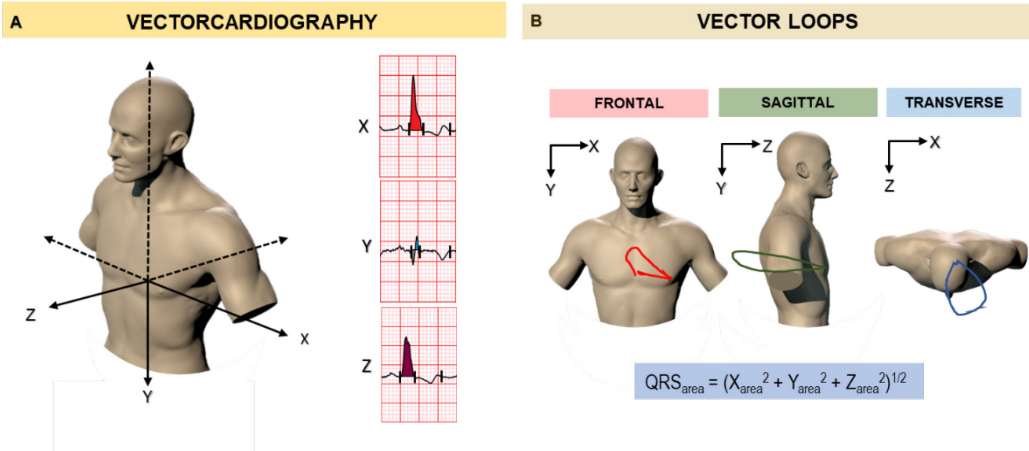 A
VECTORCARDIOGRAPHY
X
Y
Z
Z
X
Y
B
VECTOR LOOPS
FRONTAL
SAGITTAL
TRANSVERSE
X
Y
Z
Y
X
Z
QRSarea = (Xarea² + Yarea² + Zarea²)¹/²